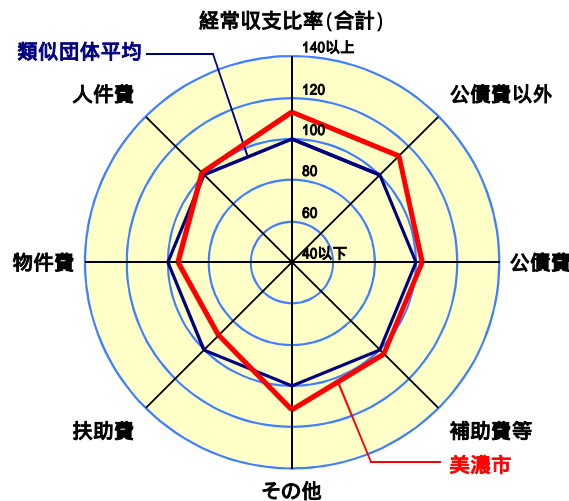 経常収支比率(合計)
140以上
類似団体平均
人件費
公債費以外
120
100
80
60
物件費
40以下
公債費
扶助費
補助費等
美濃市
その他